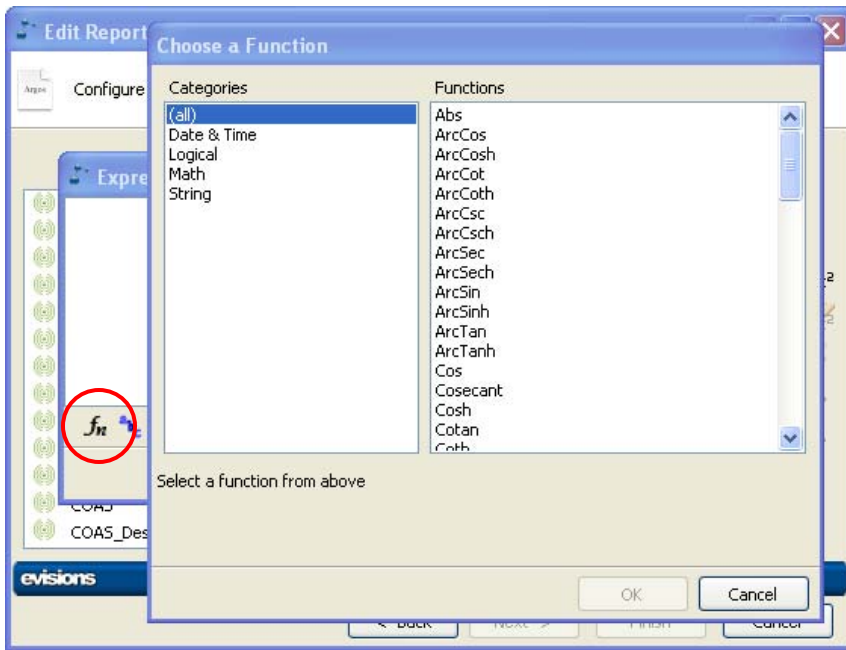 Edit Report
Choose a Function
Argos
Configure
Categories
Functions
(all)
Date & Time
Logical
Math
String
Abs
ArcCos
ArcCosh
ArcCot
ArcCoth
ArcCsc
ArcCsch
ArcSec
ArcSech
ArcSin
ArcSinh
ArcTan
ArcTanh
Cos
Cosecant
Cosh
Cotan
Coth
Expre
fn
Select a function from above
COAS
COAS_Des
evisions
OK
Cancel
< Back
Next >
Finish
Cancel